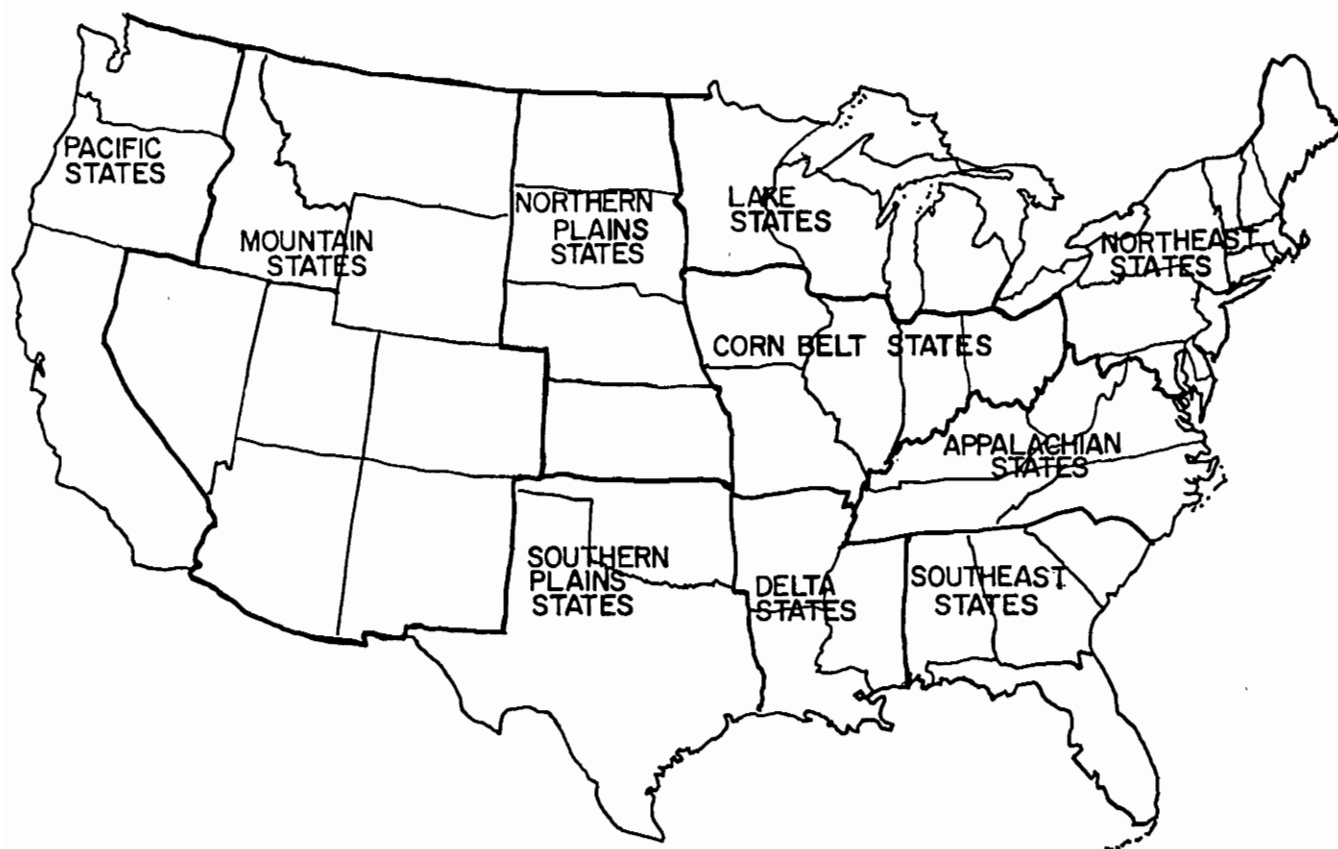 PACIFIC
STATES
MOUNTAIN
STATES
NORTHERN
PLAINS
STATES
LAKE
STATES
NORTHEAST
STATES
CORN BELT STATES
APPALACHIAN
STATES
SOUTHERN
PLAINS
STATES
DELTA
STATES
SOUTHEAST
STATES